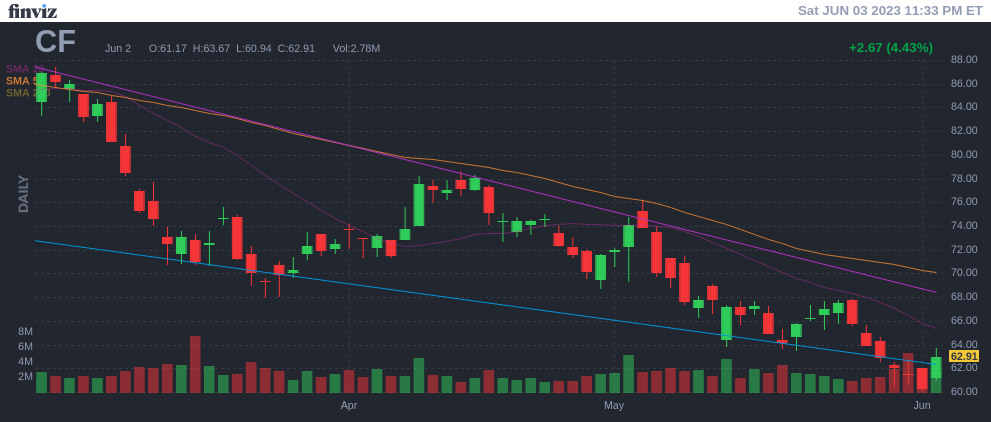 finviz
Sat JUN 03 2023 11:33 PM ET
CF
Jun 2 O:61.17 H:63.67 L:60.94 C:62.91 Vol:2.78M
+2.67 (4.43%)
SMA
SMA
SMA
DAILY
88.00
86.00
84.00
82.00
80.00
78.00
76.00
74.00
72.00
70.00
68.00
66.00
64.00
62.91
62.00
60.00
8M
6M
4M
2M
Apr
May
Jun